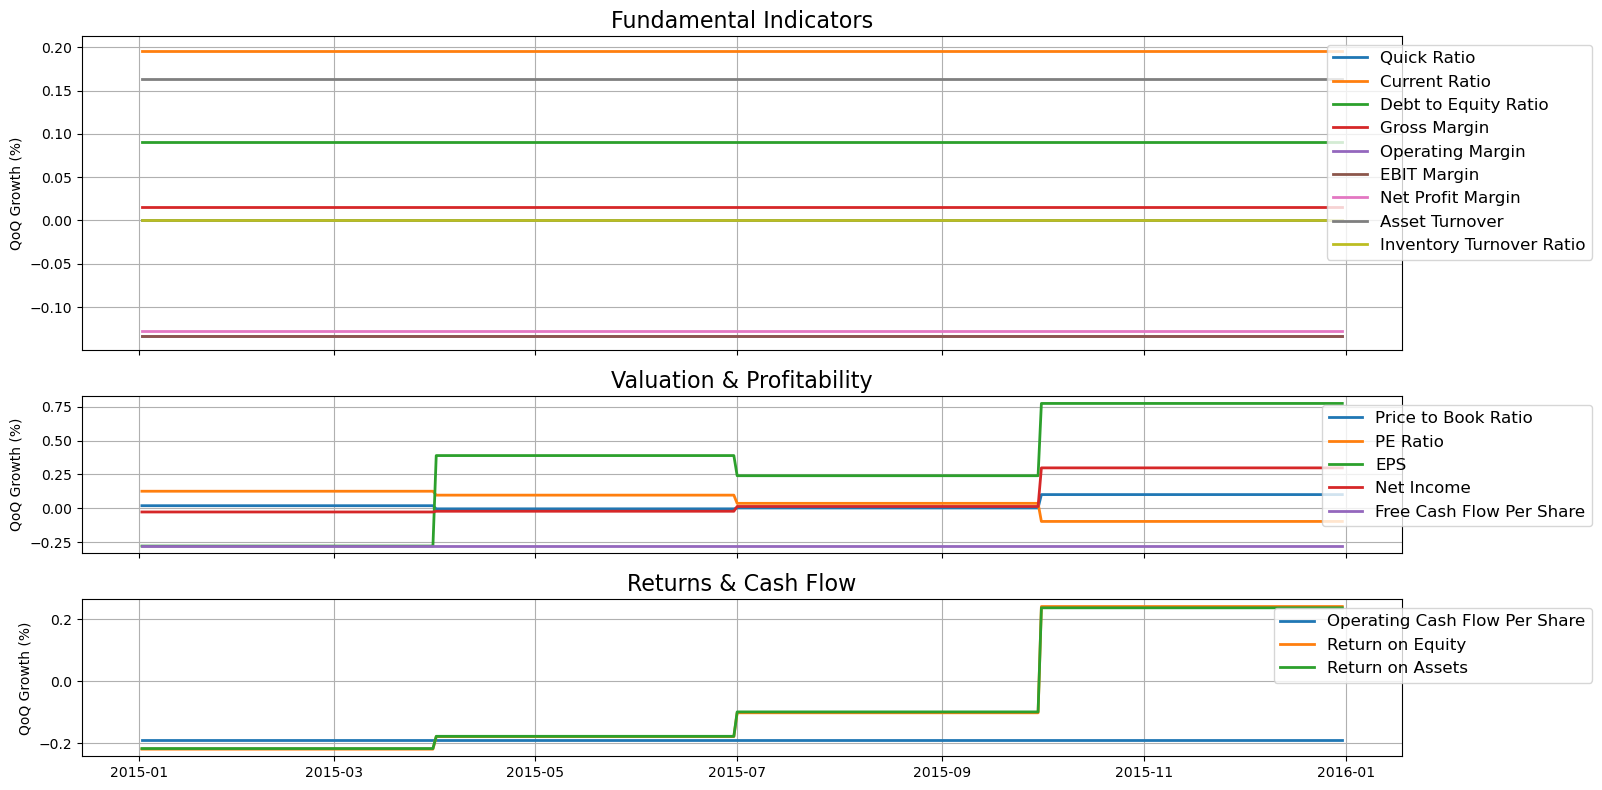 Fundamental Indicators
0.20
0.15
0.10
0.05
0.00
−0.05
−0.10
QoQ Growth (%)
Quick Ratio
Current Ratio
Debt to Equity Ratio
Gross Margin
Operating Margin
EBIT Margin
Net Profit Margin
Asset Turnover
Inventory Turnover Ratio
Valuation & Profitability
0.75
0.50
0.25
0.00
−0.25
QoQ Growth (%)
Price to Book Ratio
PE Ratio
EPS
Net Income
Free Cash Flow Per Share
Returns & Cash Flow
0.2
0.0
−0.2
QoQ Growth (%)
Operating Cash Flow Per Share
Return on Equity
Return on Assets
2015-01
2015-03
2015-05
2015-07
2015-09
2015-11
2016-01